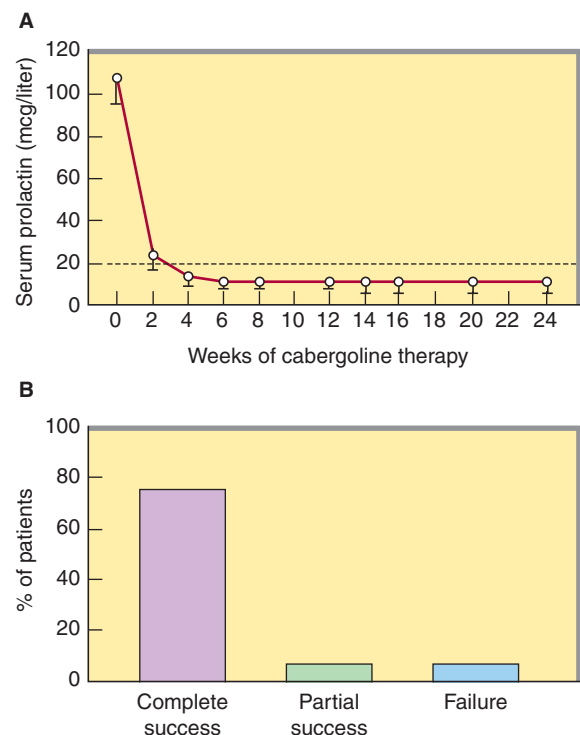 A
Serum prolactin (mcg/liter)
120
100
80
60
40
20
0
0 2 4 6 8 10 12 14 16 18 20 22 24
Weeks of cabergoline therapy
B
% of patients
100
80
60
40
20
0
Complete success
Partial success
Failure